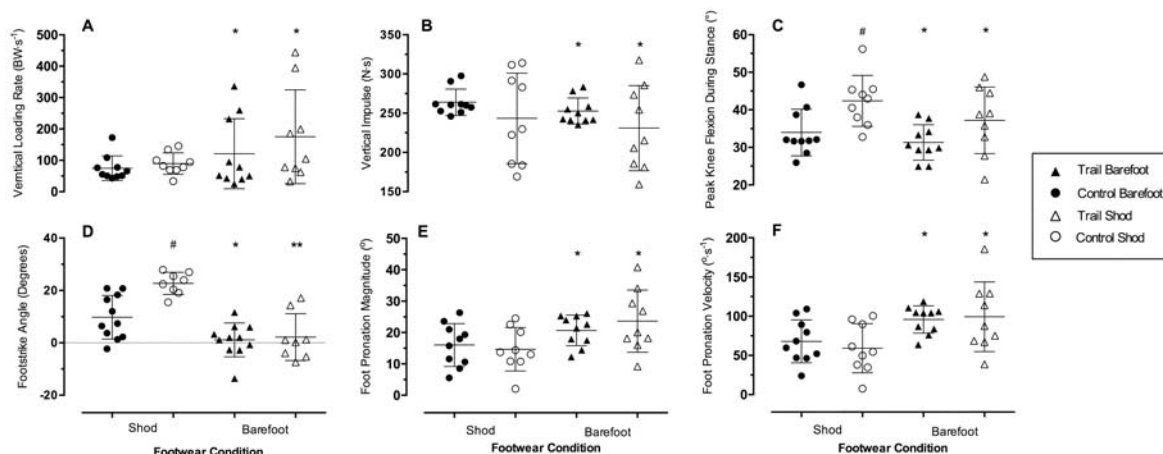 A
Vemtical Loading Rate (BW·s⁻¹)
500
400
300
200
100
0
* *
B
Vertical Impulse (N·s)
350
300
250
200
150
* *
C
Peak Knee Flexion During Stance (°)
60
50
40
30
20
# * *
Trail Barefoot
Control Barefoot
Trail Shod
Control Shod
D
Footstrike Angle (Degrees)
40
20
0
-20
# * **
Shod Barefoot
Footwear Condition
E
Foot Pronation Magnitude (°)
50
40
30
20
10
0
* *
Shod Barefoot
Footwear Condition
F
Foot Pronation Velocity (°·s⁻¹)
200
150
100
50
0
* *
Shod Barefoot
Footwear Condition